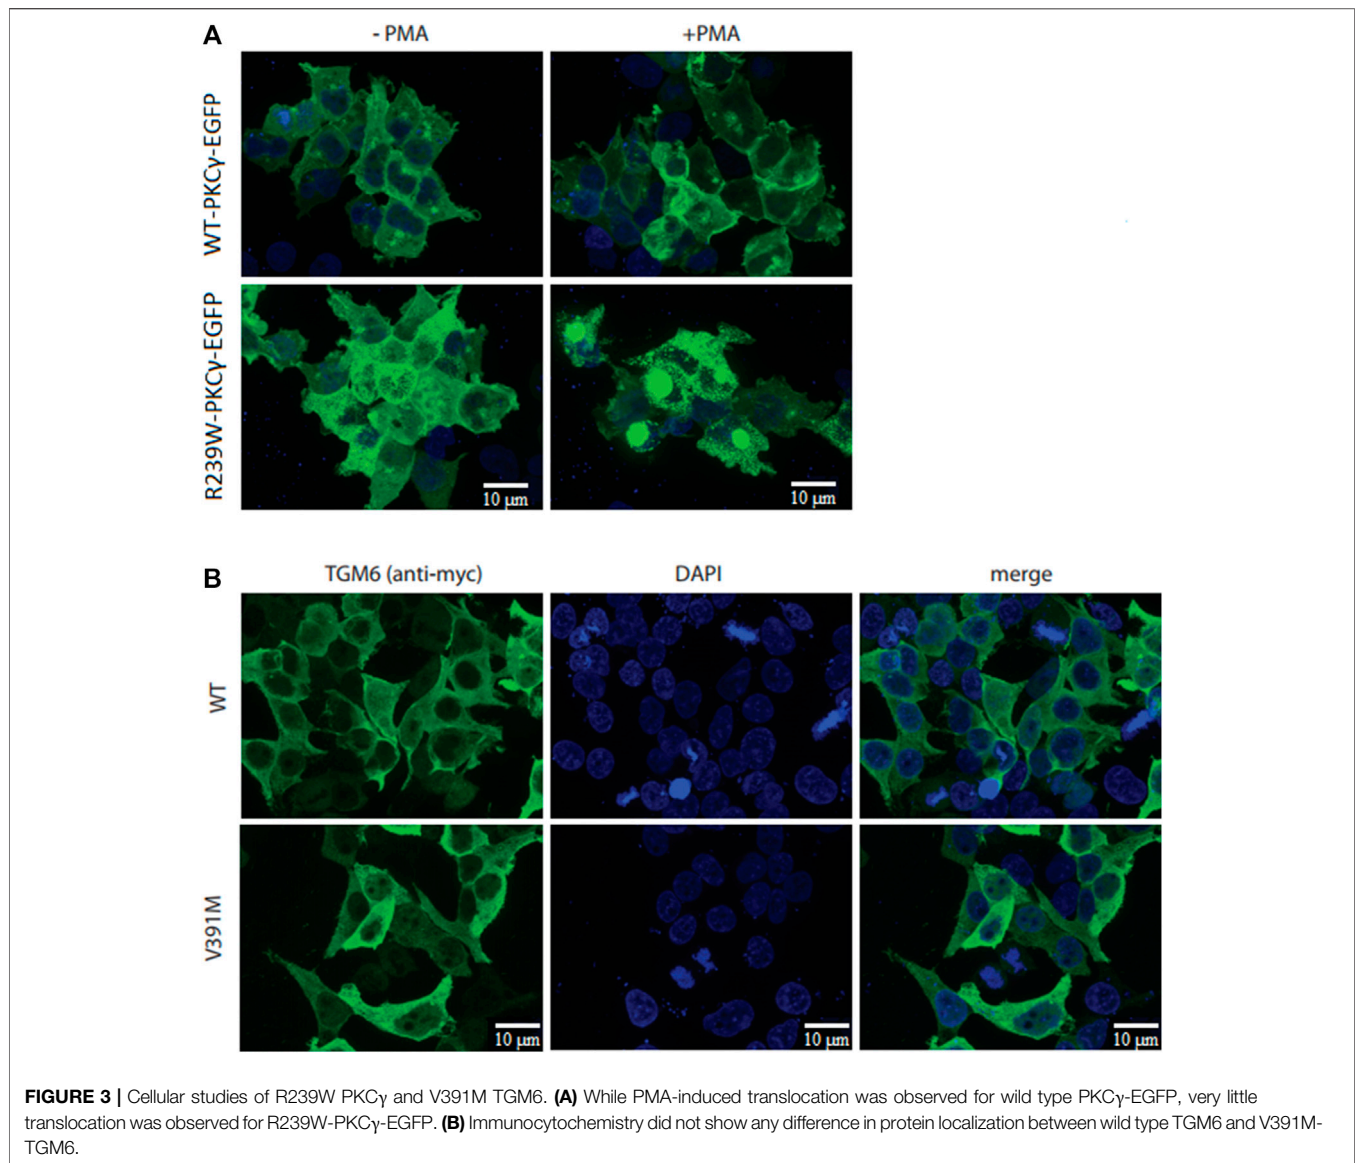 A
- PMA
+PMA
WT-PKCγ-EGFP
R239W-PKCγ-EGFP
10 µm
10 µm
B
TGM6 (anti-myc)
DAPI
merge
WT
V391M
10 µm
10 µm
10 µm
FIGURE 3 | Cellular studies of R239W PKCγ and V391M TGM6. (A) While PMA-induced translocation was observed for wild type PKCγ-EGFP, very little
translocation was observed for R239W-PKCγ-EGFP. (B) Immunocytochemistry did not show any difference in protein localization between wild type TGM6 and V391M-
TGM6.